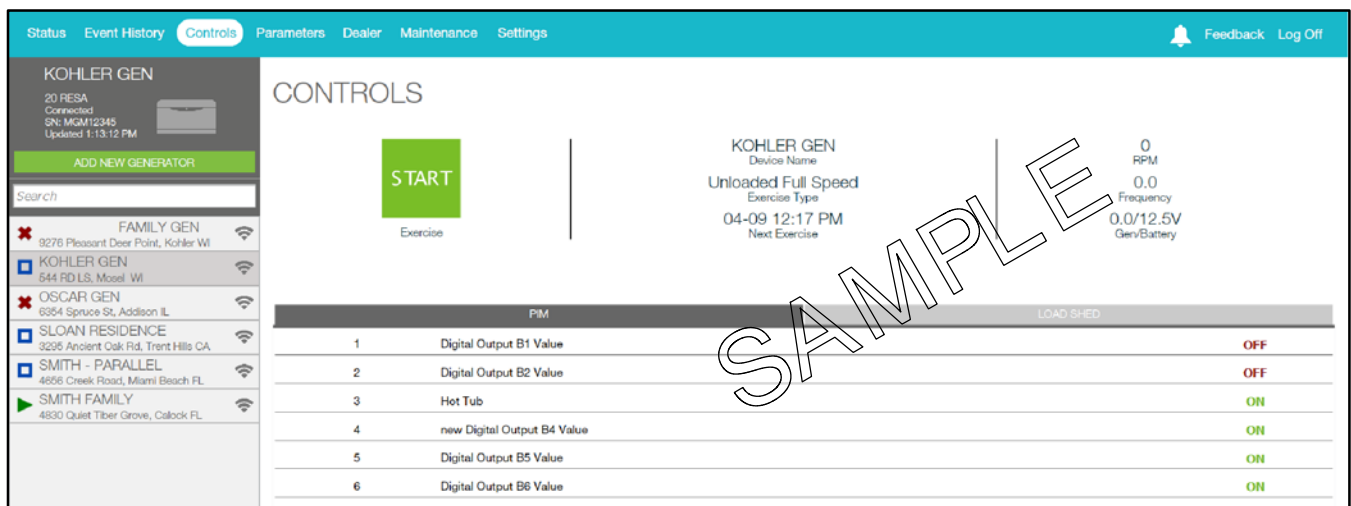 Status Event History Controls Parameters Dealer Maintenance Settings Feedback Log Off
KOHLER GEN
20 RESA
Connected
SN: MGM12345
Updated 1:13:12 PM
ADD NEW GENERATOR
Search
FAMILY GEN
9276 Pleasant Deer Point, Kohler WI
KOHLER GEN
544 RD LS, Mosel WI
OSCAR GEN
6354 Spruce St, Addison IL
SLOAN RESIDENCE
3295 Ancient Oak Rd, Trent Hills CA
SMITH - PARALLEL
4656 Creek Road, Miami Beach FL
SMITH FAMILY
4830 Quiet Tiber Grove, Calock FL
CONTROLS
START
Exercise
KOHLER GEN
Device Name
Unloaded Full Speed
Exercise Type
04-09 12:17 PM
Next Exercise
0
RPM
0.0
Frequency
0.0/12.5V
Gen/Battery
SAMPLE
PIM LOAD SHED
1 Digital Output B1 Value OFF
2 Digital Output B2 Value OFF
3 Hot Tub ON
4 new Digital Output B4 Value ON
5 Digital Output B5 Value ON
6 Digital Output B6 Value ON